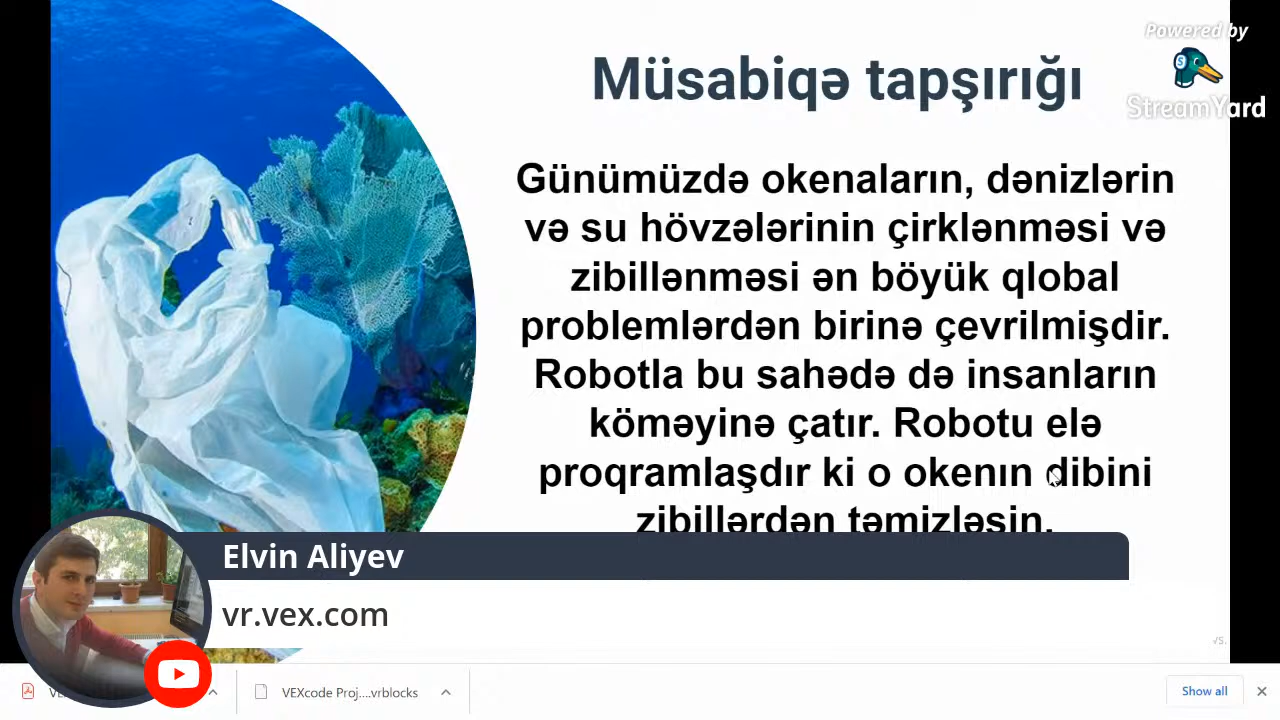 Powered by
StreamYard
Müsabiqə tapşırığı
Günümüzdə okenaların, dənizlərin
və su hövzələrinin çirklənməsi və
zibillənməsi ən böyük qlobal
problemlərdən birinə çevrilmişdir.
Robotla bu sahədə də insanların
köməyinə çatır. Robotu elə
proqramlaşdır ki o okenın dibini
zibillərdən təmizləsin.
Elvin Aliyev
vr.vex.com
VEXcode Proj....vrblocks
Show all